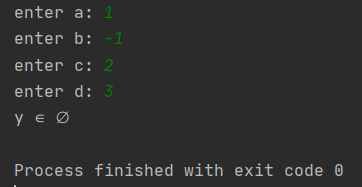 enter a: 1
enter b: -1
enter c: 2
enter d: 3
y ∈ ∅
Process finished with exit code 0